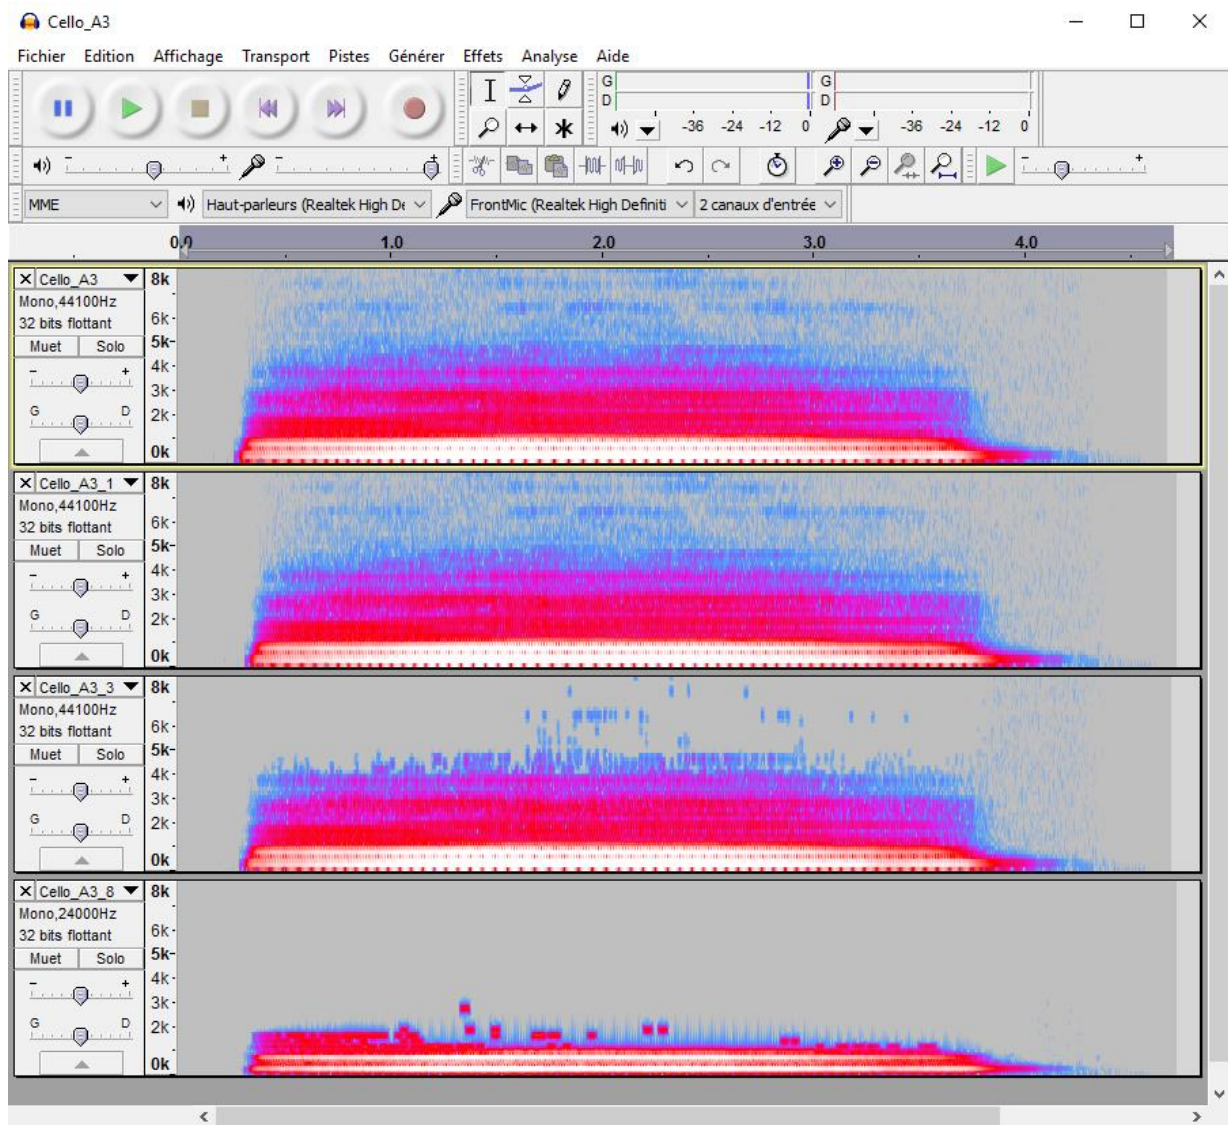 Cello_A3
Fichier Edition Affichage Transport Pistes Générer Effets Analyse Aide
G
D
-36 -24 -12 0
G
D
-36 -24 -12 0
- +
- +
- +
MME
Haut-parleurs (Realtek High De
FrontMic (Realtek High Definiti
2 canaux d'entrée
0.0 1.0 2.0 3.0 4.0
X Cello_A3
Mono,44100Hz
32 bits flottant
Muet Solo
- +
G D
8k
6k
5k
4k
3k
2k
0k
X Cello_A3_1
Mono,44100Hz
32 bits flottant
Muet Solo
- +
G D
8k
6k
5k
4k
3k
2k
0k
X Cello_A3_3
Mono,44100Hz
32 bits flottant
Muet Solo
- +
G D
8k
6k
5k
4k
3k
2k
0k
X Cello_A3_8
Mono,24000Hz
32 bits flottant
Muet Solo
- +
G D
8k
6k
5k
4k
3k
2k
0k